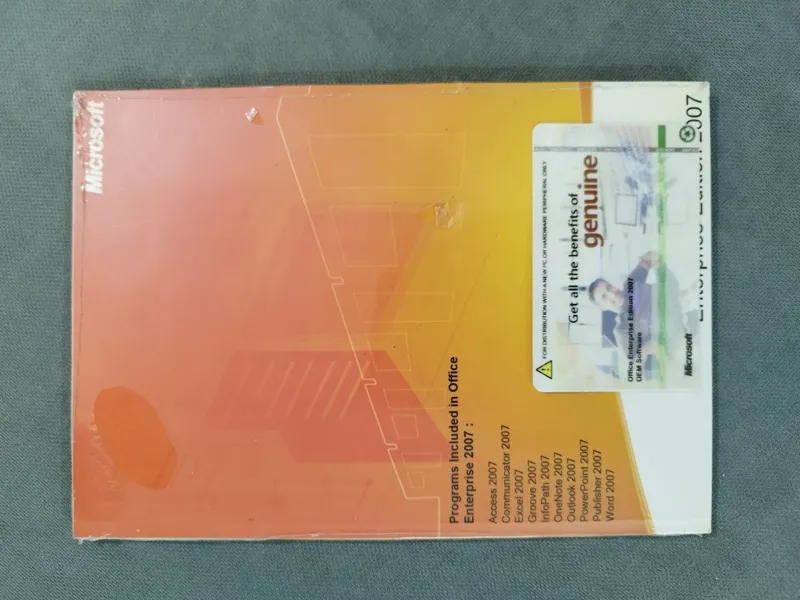 Microsoft
Programs Included in Office
Enterprise 2007 :
Access 2007
Communicator 2007
Excel 2007
Groove 2007
InfoPath 2007
OneNote 2007
Outlook 2007
PowerPoint 2007
Publisher 2007
Word 2007
FOR DISTRIBUTION WITH A NEW PC OR HARDWARE PERIPHERAL ONLY
Get all the benefits of
genuine
Office Enterprise Edition 2007
OEM Software
Microsoft
Enterprise Edition 2007